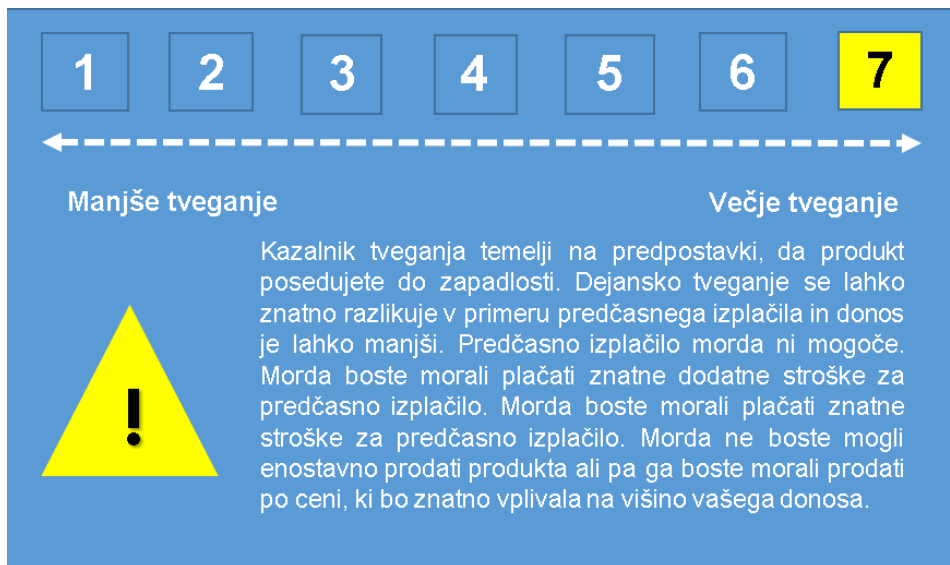 1 2 3 4 5 6 7
Manjše tveganje Večje tveganje
Kazalnik tveganja temelji na predpostavki, da produkt
posedujete do zapadlosti. Dejansko tveganje se lahko
znatno razlikuje v primeru predčasnega izplačila in donos
je lahko manjši. Predčasno izplačilo morda ni mogoče.
Morda boste morali plačati znatne dodatne stroške za
predčasno izplačilo. Morda boste morali plačati znatne
stroške za predčasno izplačilo. Morda ne boste mogli
enostavno prodati produkta ali pa ga boste morali prodati
po ceni, ki bo znatno vplivala na višino vašega donosa.
!